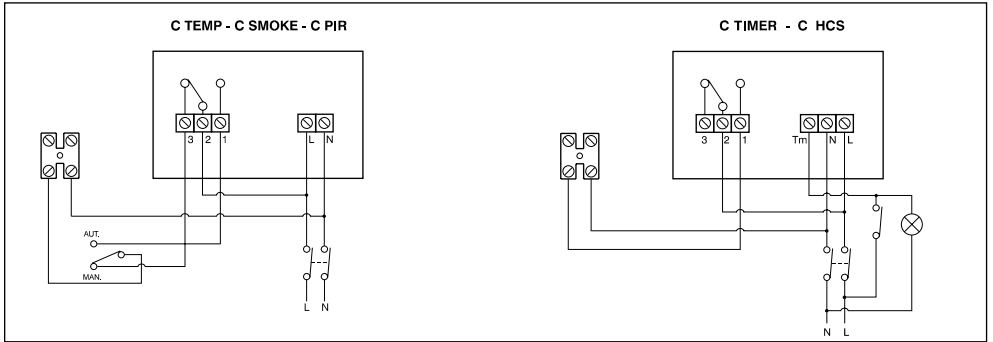 C TEMP - C SMOKE - C PIR
3 2 1 L N
AUT.
MAN.
L N
C TIMER - C HCS
3 2 1 Tm N L
N L